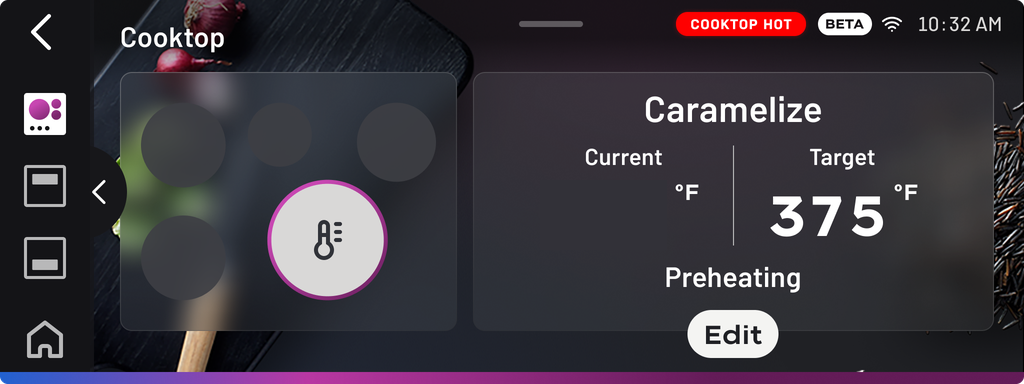 Cooktop
COOKTOP HOT
BETA
10:32 AM
Caramelize
Current
°F
Target
375 °F
Preheating
Edit